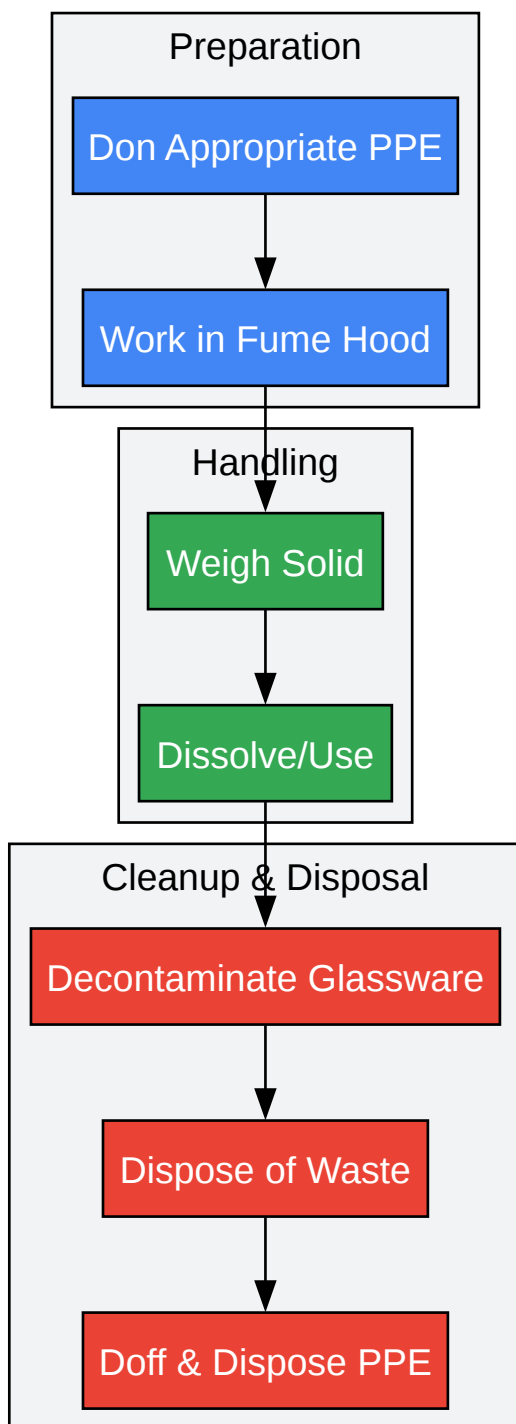 Preparation
Don Appropriate PPE
Work in Fume Hood
Handling
Weigh Solid
Dissolve/Use
Cleanup & Disposal
Decontaminate Glassware
Dispose of Waste
Doff & Dispose PPE